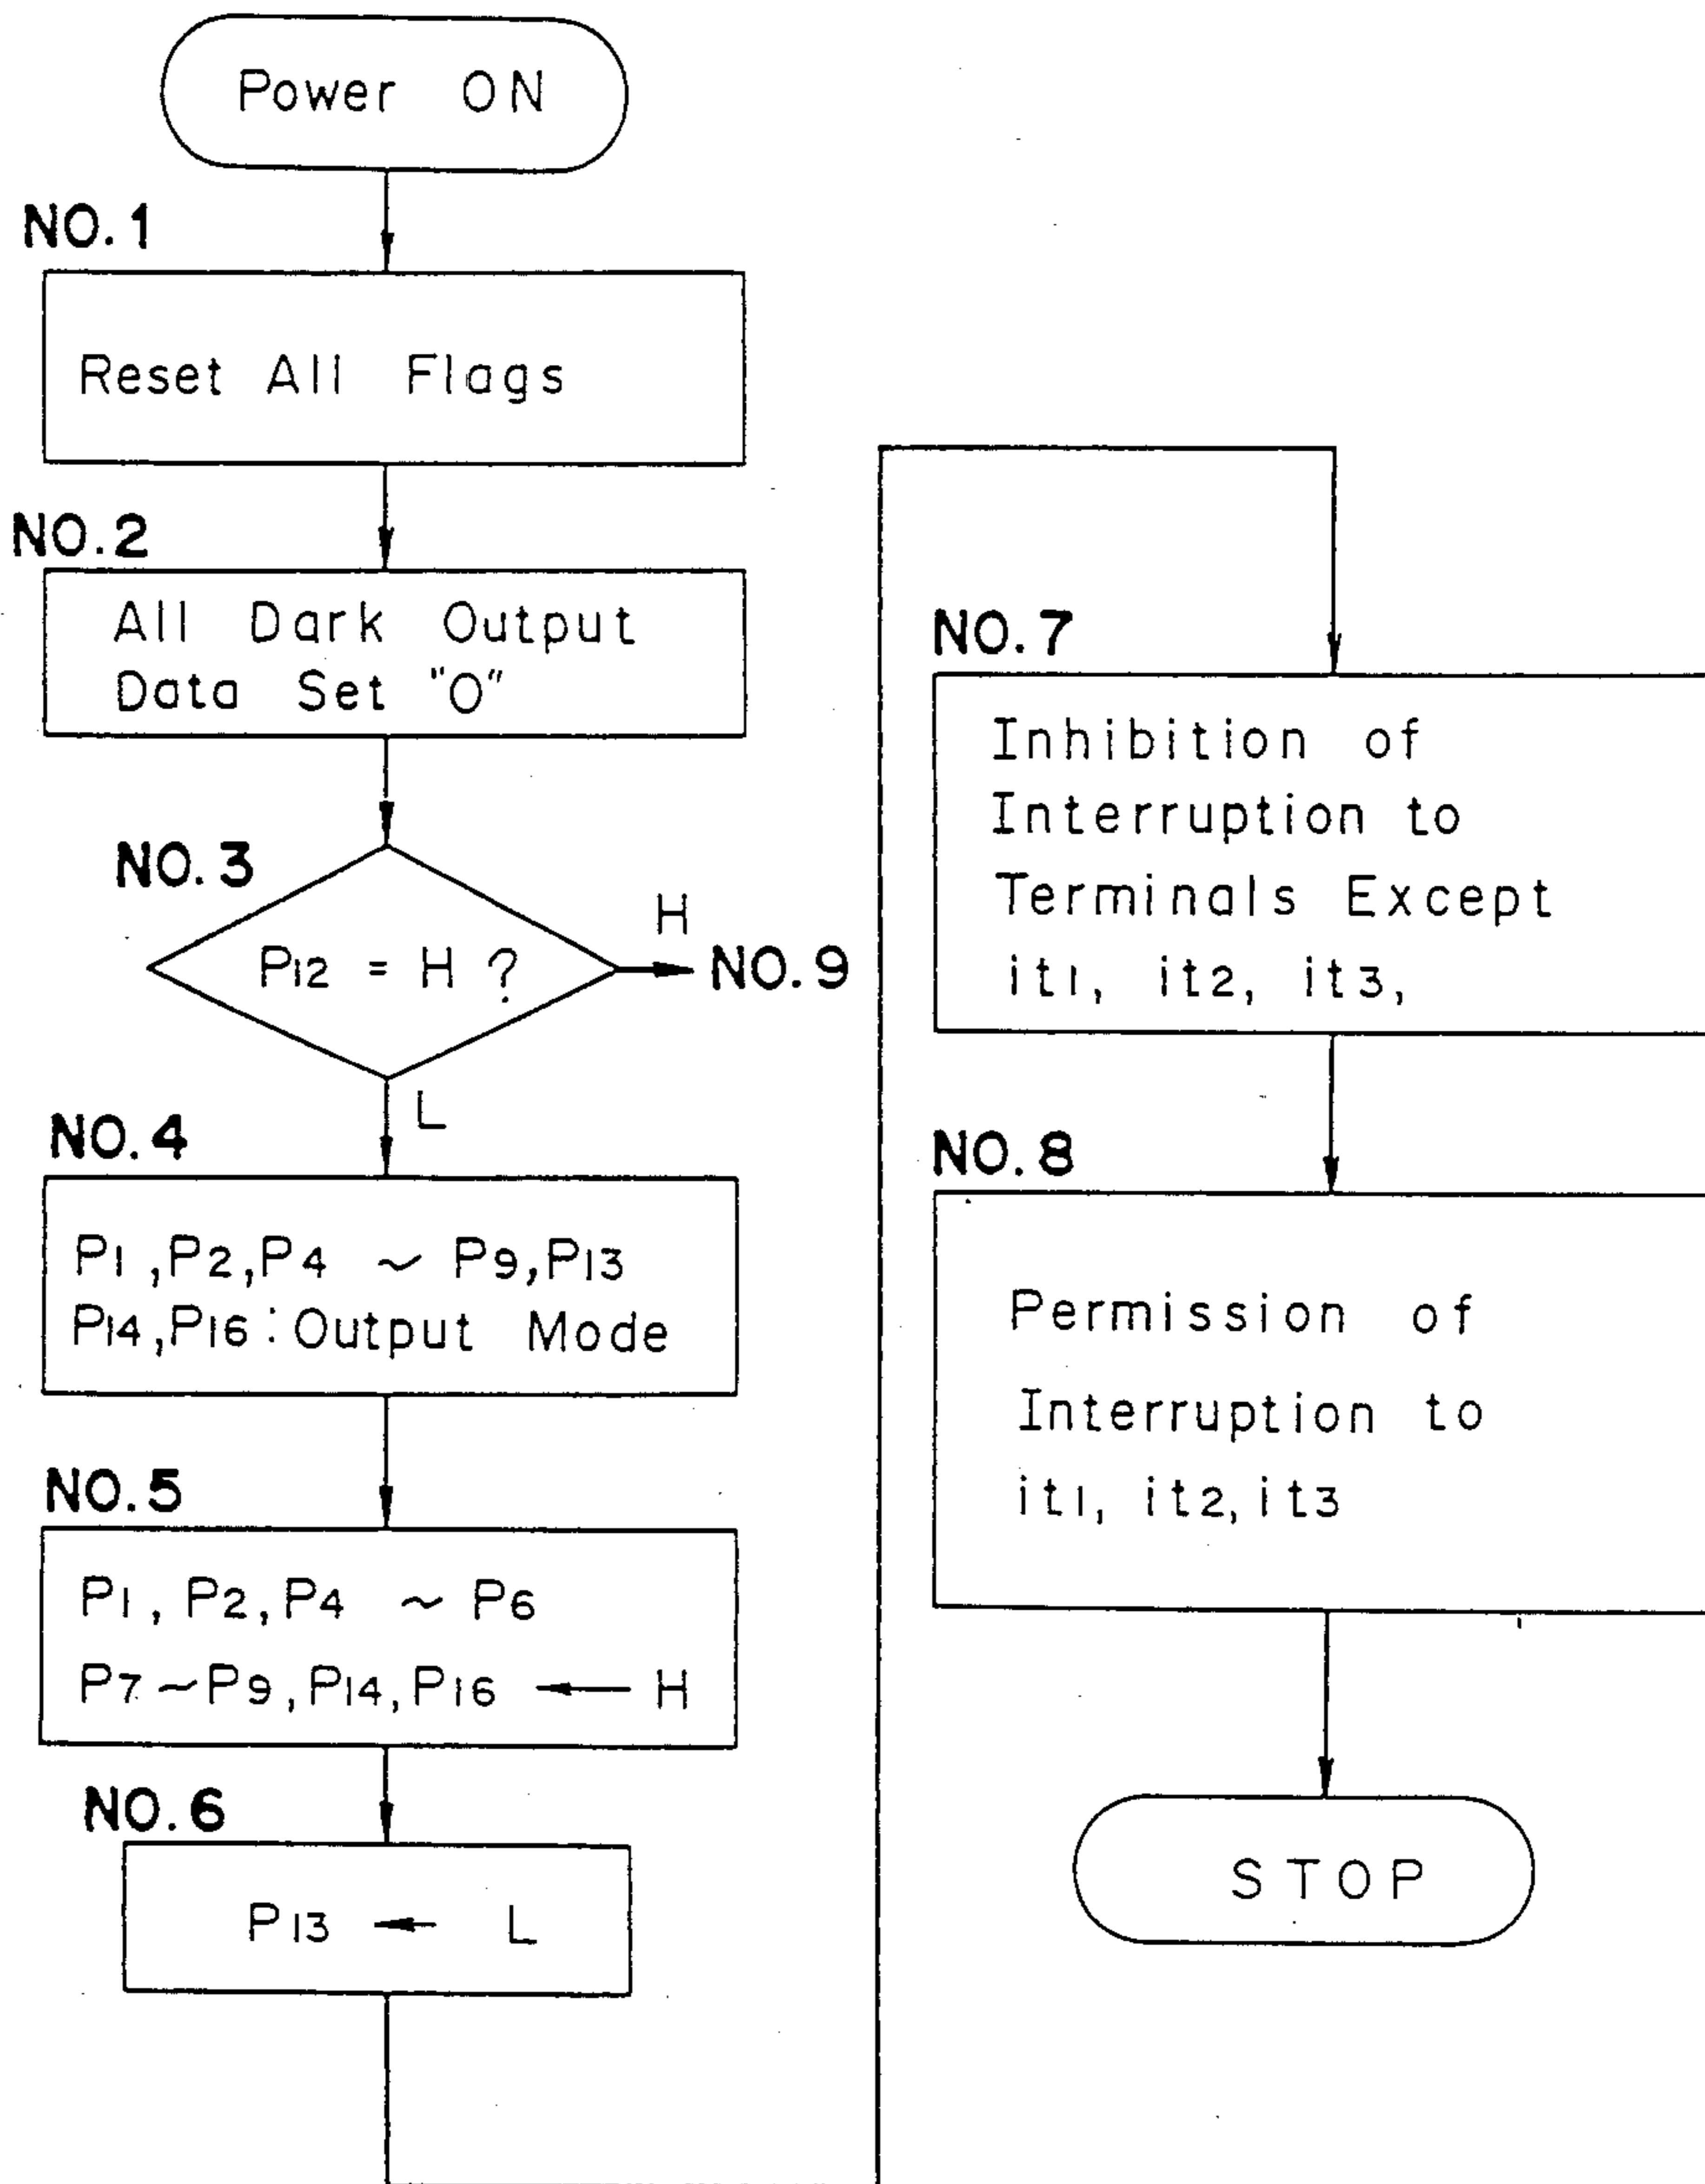 Power ON
NO. 1
Reset All Flags
NO. 2
All Dark Output
Data Set "0"
NO. 3
P12 = H ?
H
NO. 9
L
NO. 4
P1, P2, P4 ~ P9, P13
P14, P16 : Output Mode
NO. 5
P1, P2, P4 ~ P6
P7 ~ P9, P14, P16 ← H
NO. 6
P13 ← L
NO. 7
Inhibition of
Interruption to
Terminals Except
it1, it2, it3,
NO. 8
Permission of
Interruption to
it1, it2, it3
STOP